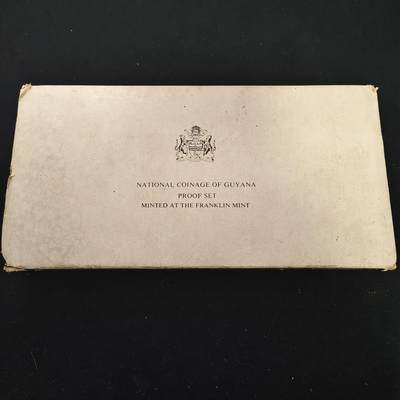 NATIONAL COINAGE OF GUYANA
PROOF SET
MINTED AT THE FRANKLIN MINT